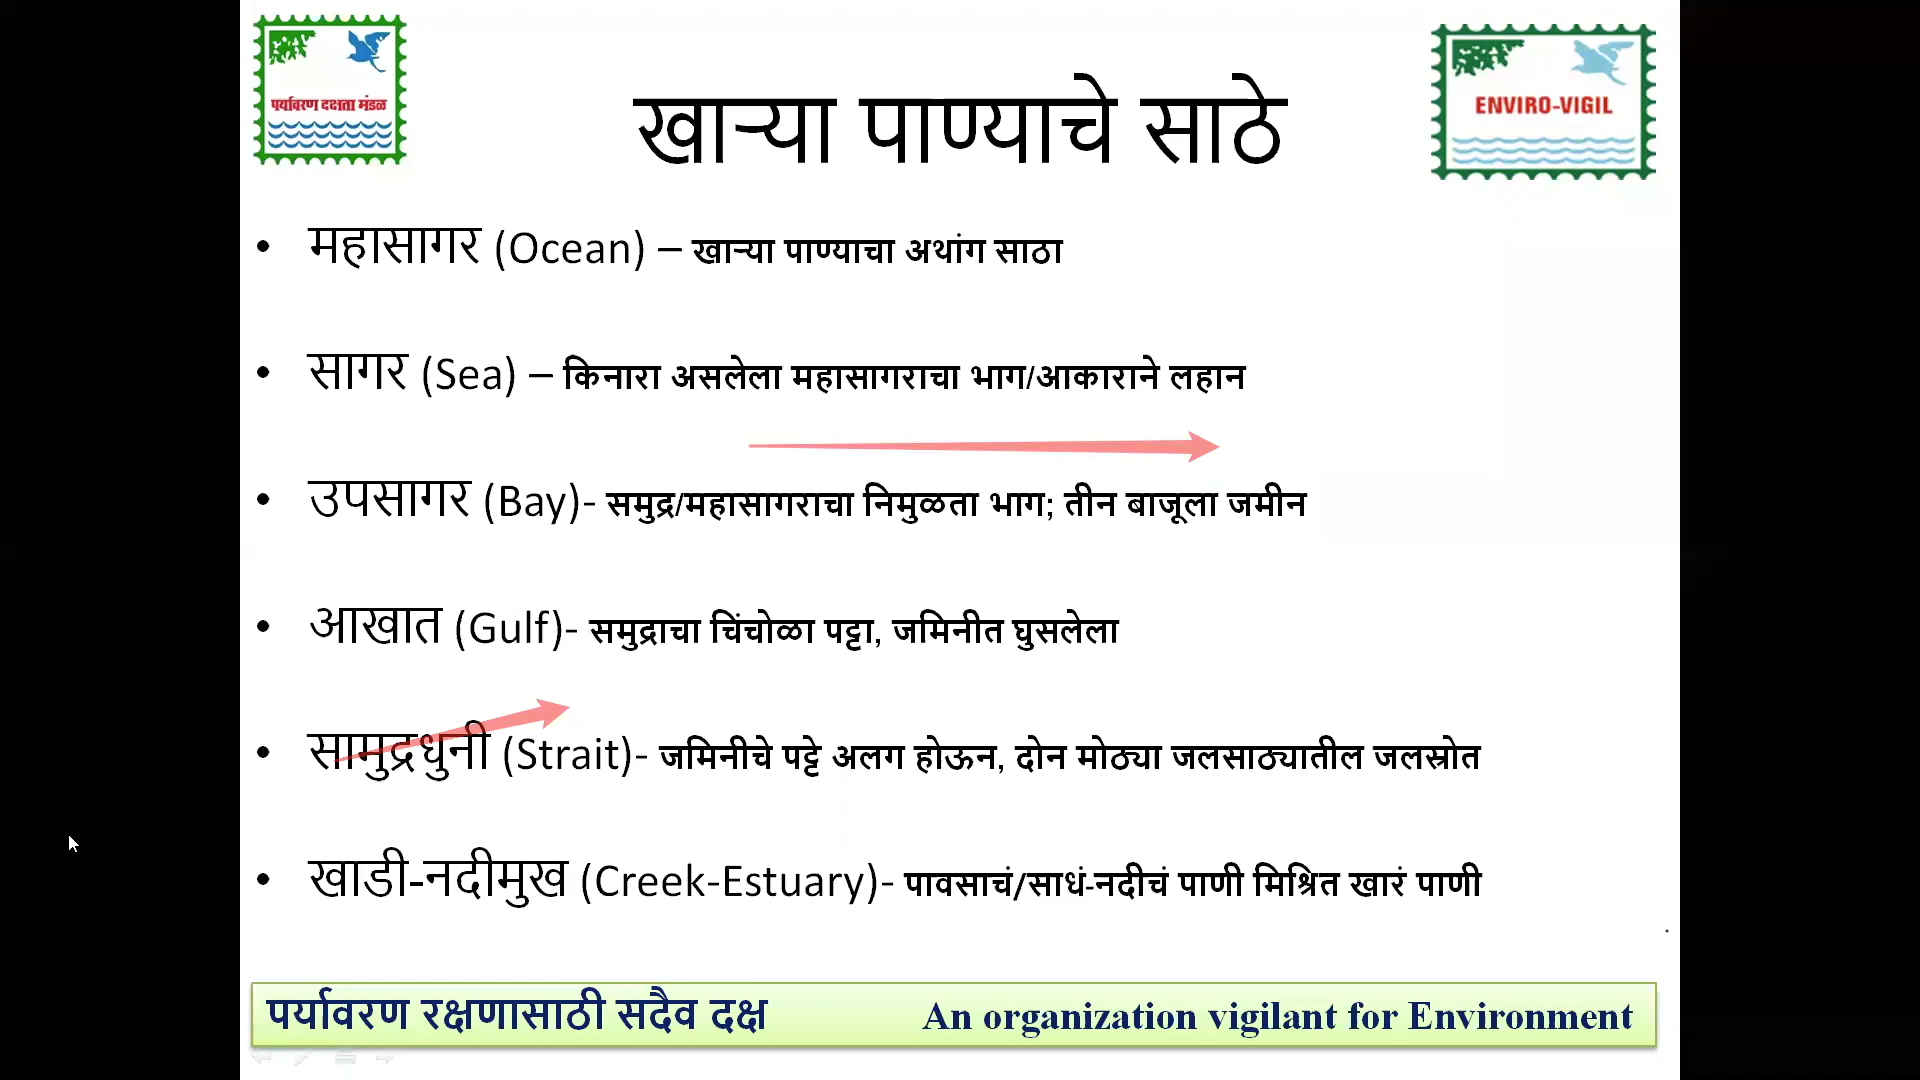 पर्यावरण दक्षता मंडळ
ENVIRO-VIGIL
खाऱ्या पाण्याचे साठे
• महासागर (Ocean) – खाऱ्या पाण्याचा अथांग साठा
• सागर (Sea) – किनारा असलेला महासागराचा भाग/आकाराने लहान
• उपसागर (Bay)- समुद्र/महासागराचा निमुळता भाग; तीन बाजूला जमीन
• आखात (Gulf)- समुद्राचा चिंचोळा पट्टा, जमिनीत घुसलेला
• सामुद्रधुनी (Strait)- जमिनीचे पट्टे अलग होऊन, दोन मोठ्या जलसाठ्यातील जलस्रोत
• खाडी-नदीमुख (Creek-Estuary)- पावसाचं/साधं-नदीचं पाणी मिश्रित खारं पाणी
पर्यावरण रक्षणासाठी सदैव दक्ष An organization vigilant for Environment